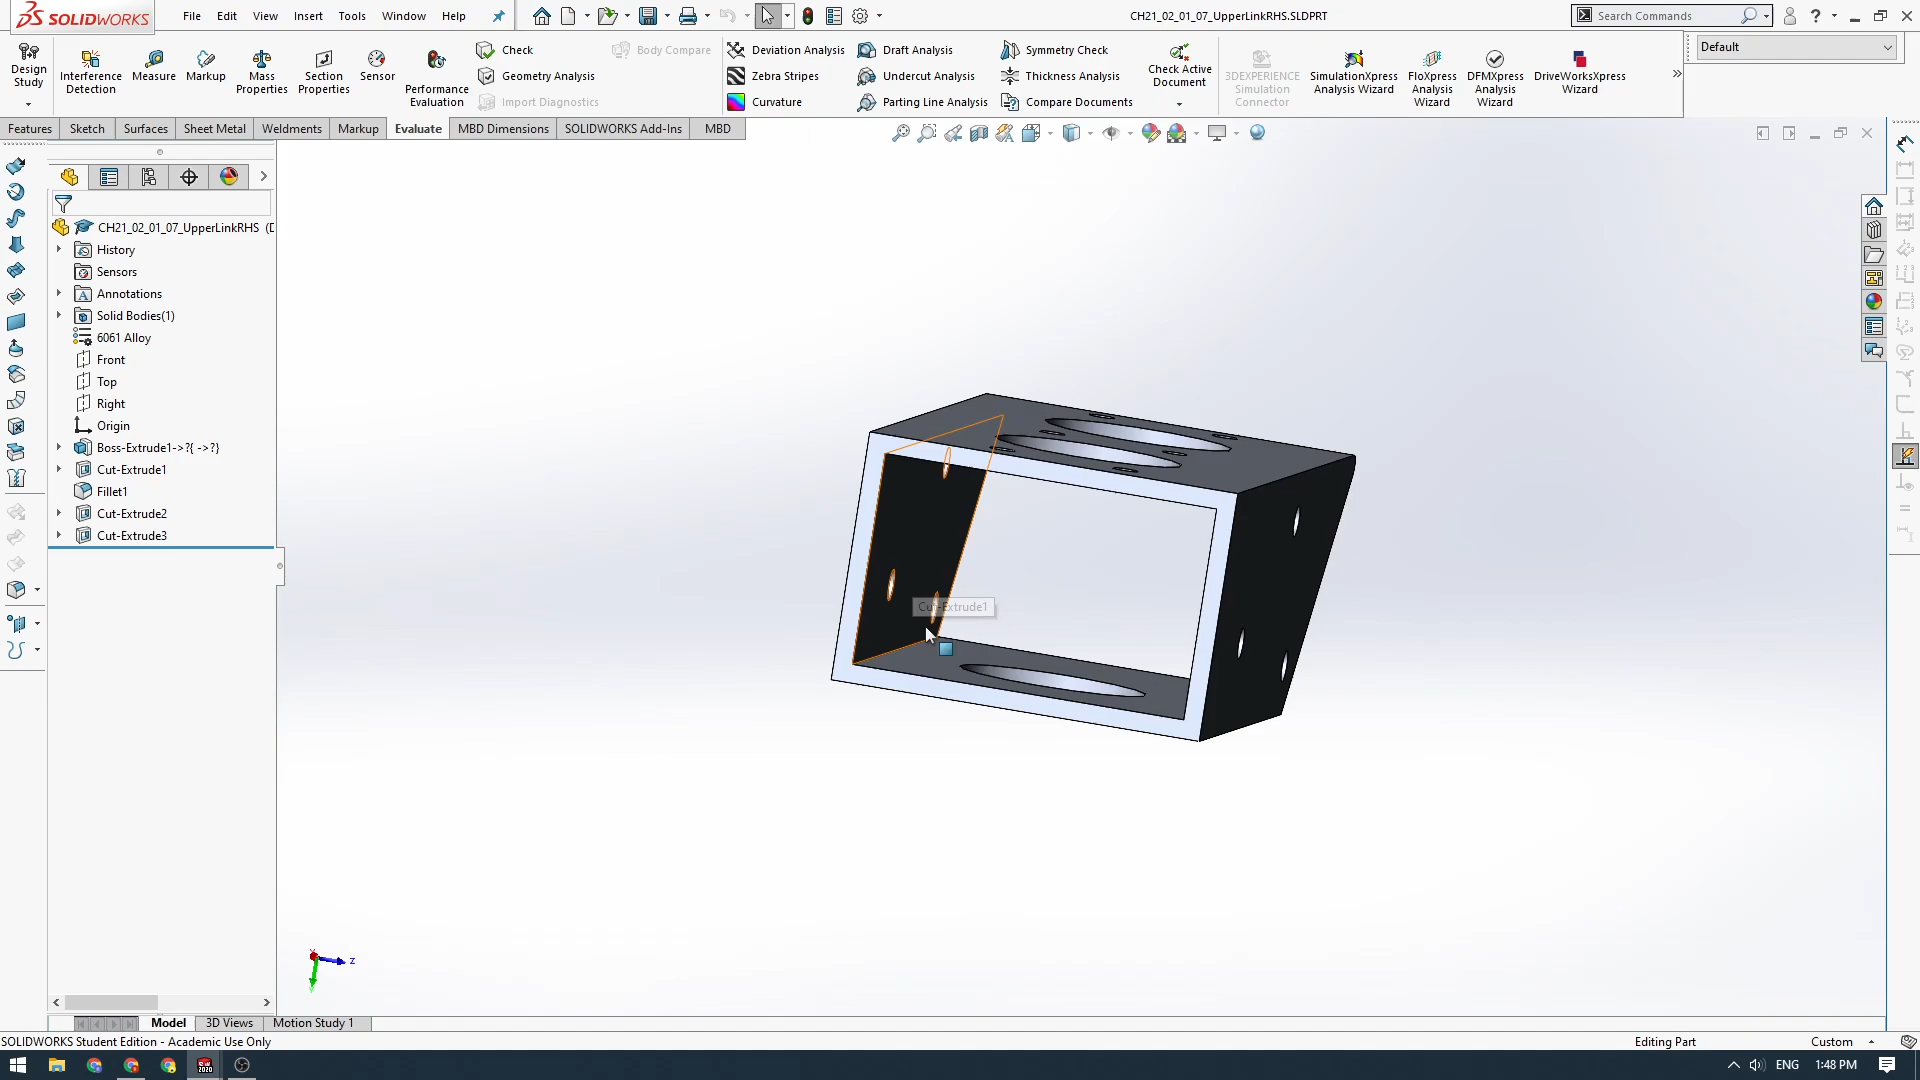 SOLIDWORKS
File Edit View Insert Tools Window Help
CH21_02_01_07_UpperLinkRHS.SLDPRT
Search Commands
Design Study
Interference Detection
Measure
Markup
Mass Properties
Section Properties
Sensor
Performance Evaluation
Check
Geometry Analysis
Import Diagnostics
Body Compare
Deviation Analysis
Zebra Stripes
Curvature
Draft Analysis
Undercut Analysis
Parting Line Analysis
Symmetry Check
Thickness Analysis
Compare Documents
Check Active Document
3DEXPERIENCE Simulation Connector
SimulationXpress Analysis Wizard
FloXpress Analysis Wizard
DFMXpress Analysis Wizard
DriveWorksXpress Wizard
Default
Features Sketch Surfaces Sheet Metal Weldments Markup Evaluate MBD Dimensions SOLIDWORKS Add-Ins MBD
CH21_02_01_07_UpperLinkRHS (D
History
Sensors
Annotations
Solid Bodies(1)
6061 Alloy
Front
Top
Right
Origin
Boss-Extrude1->?{ ->?}
Cut-Extrude1
Fillet1
Cut-Extrude2
Cut-Extrude3
Cut-Extrude1
z
Model 3D Views Motion Study 1
SOLIDWORKS Student Edition - Academic Use Only
Editing Part
Custom
ENG
1:48 PM